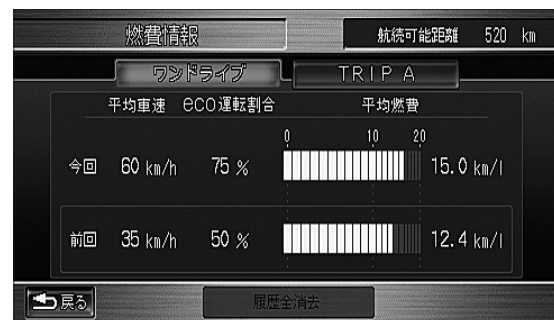 燃費情報 航続可能距離 520 km
ワンドライブ TRIP A
平均車速 eco運転割合 平均燃費
0 10 20
今回 60 km/h 75 % 15.0 km/l
前回 35 km/h 50 % 12.4 km/l
戻る 履歴全消去